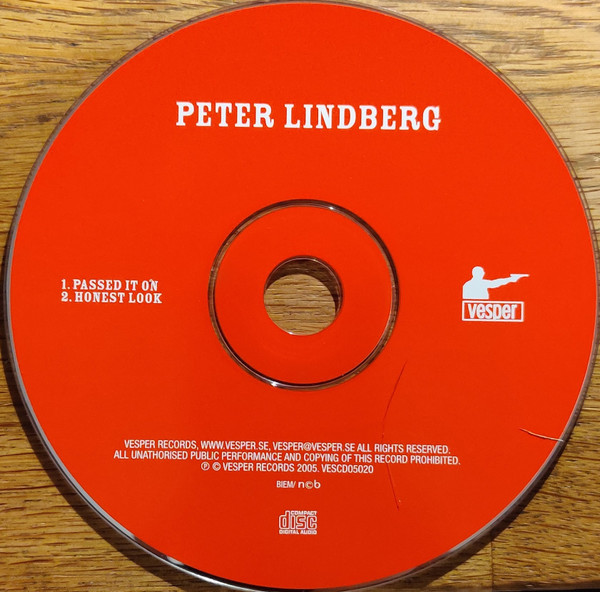 PETER LINDBERG
1. PASSED IT ON
2. HONEST LOOK
vesper
VESPER RECORDS, WWW.VESPER.SE, VESPER@VESPER.SE ALL RIGHTS RESERVED.
ALL UNATHORISED PUBLIC PERFORMANCE AND COPYING OF THIS RECORD PROHIBITED.
℗ © VESPER RECORDS 2005. VESCD05020
BIEM/ n©b
COMPACT
disc
DIGITAL AUDIO